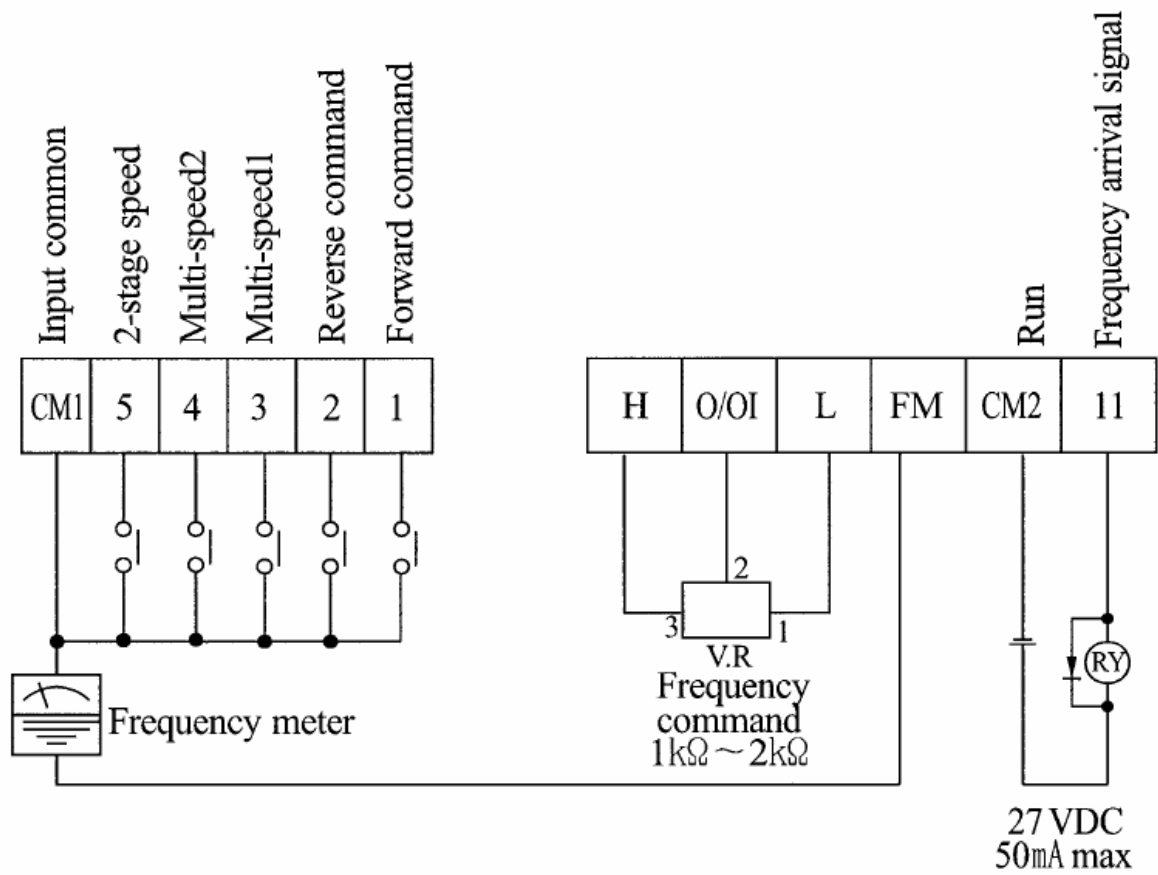 Input common
2-stage speed
Multi-speed2
Multi-speed1
Reverse command
Forward command
Run
Frequency arrival signal
CM1 5 4 3 2 1
H O/OI L FM CM2 11
2
3
1
V.R
Frequency
command
1kΩ～2kΩ
RY
Frequency meter
27 VDC
50mA max